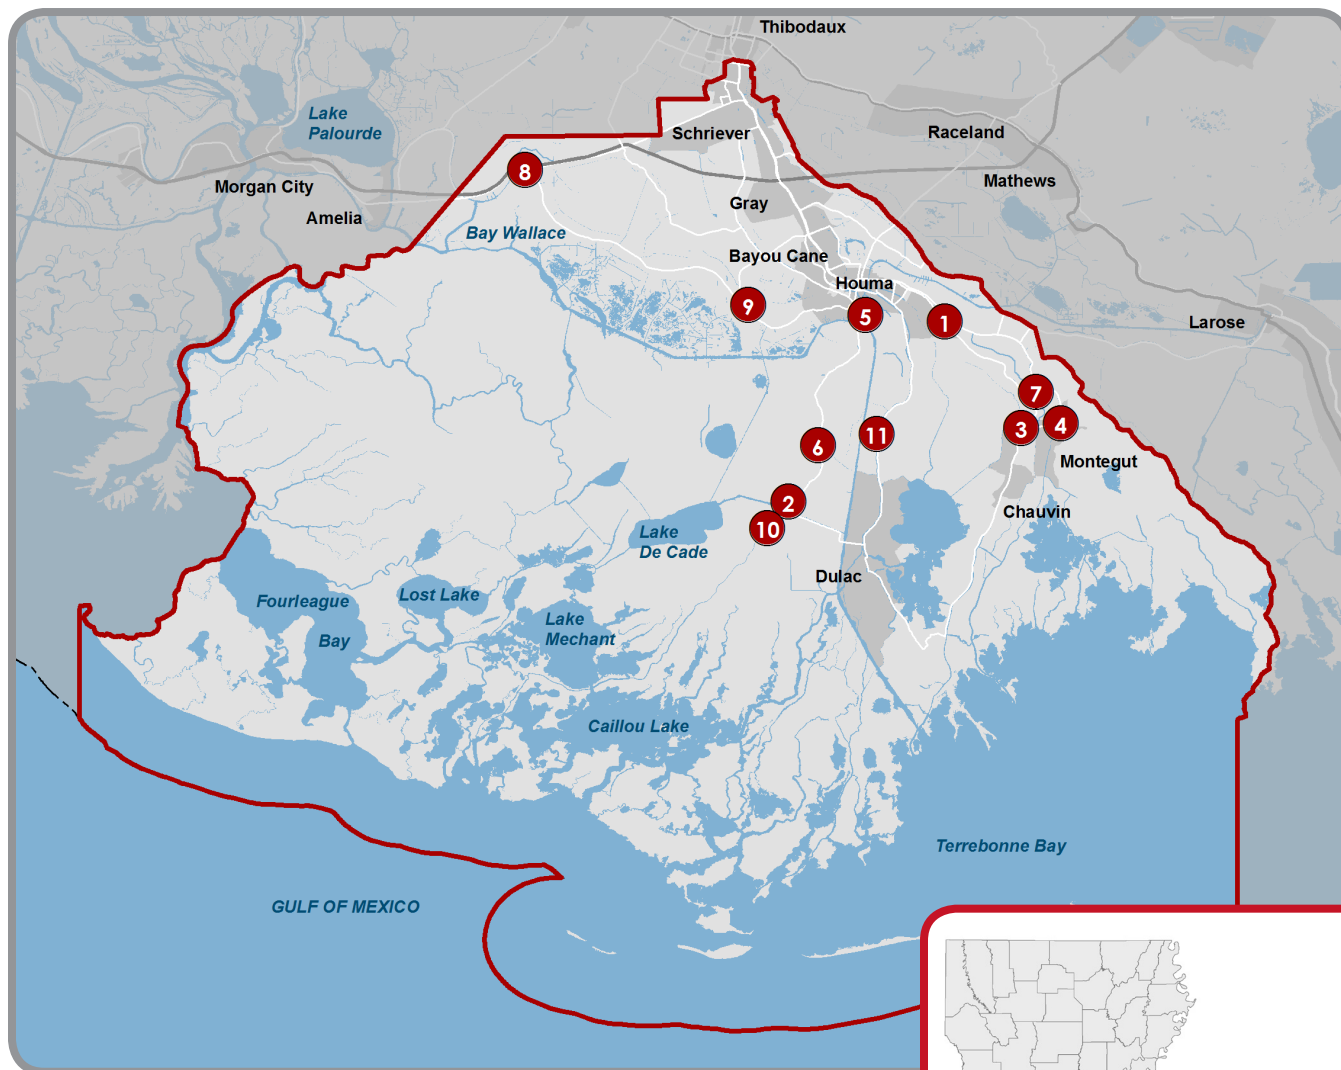 Thibodaux
Lake
Palourde
Schriever
Raceland
8
Morgan City
Mathews
Amelia
Gray
Bay Wallace
Bayou Cane
Houma
9
5
1
Larose
7
3
4
6
11
Montegut
2
10
Chauvin
Lake
De Cade
Dulac
Fourleague
Bay
Lost Lake
Lake
Mechant
Caillou Lake
Terrebonne Bay
GULF OF MEXICO